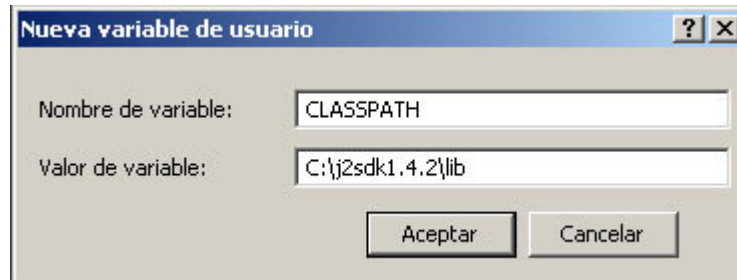 Nueva variable de usuario
Nombre de variable: CLASSPATH
Valor de variable: C:\j2sdk1.4.2\lib
Aceptar Cancelar